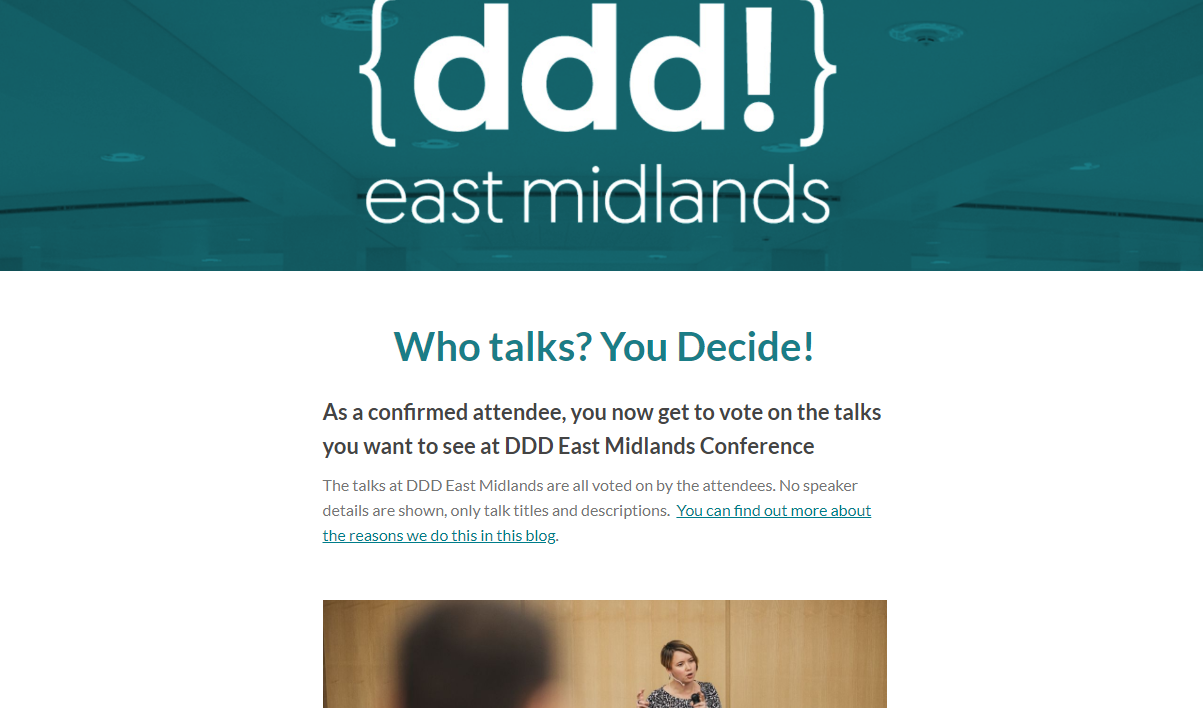 {ddd!}
east midlands
Who talks? You Decide!
As a confirmed attendee, you now get to vote on the talks
you want to see at DDD East Midlands Conference
The talks at DDD East Midlands are all voted on by the attendees. No speaker
details are shown, only talk titles and descriptions.  You can find out more about
the reasons we do this in this blog.